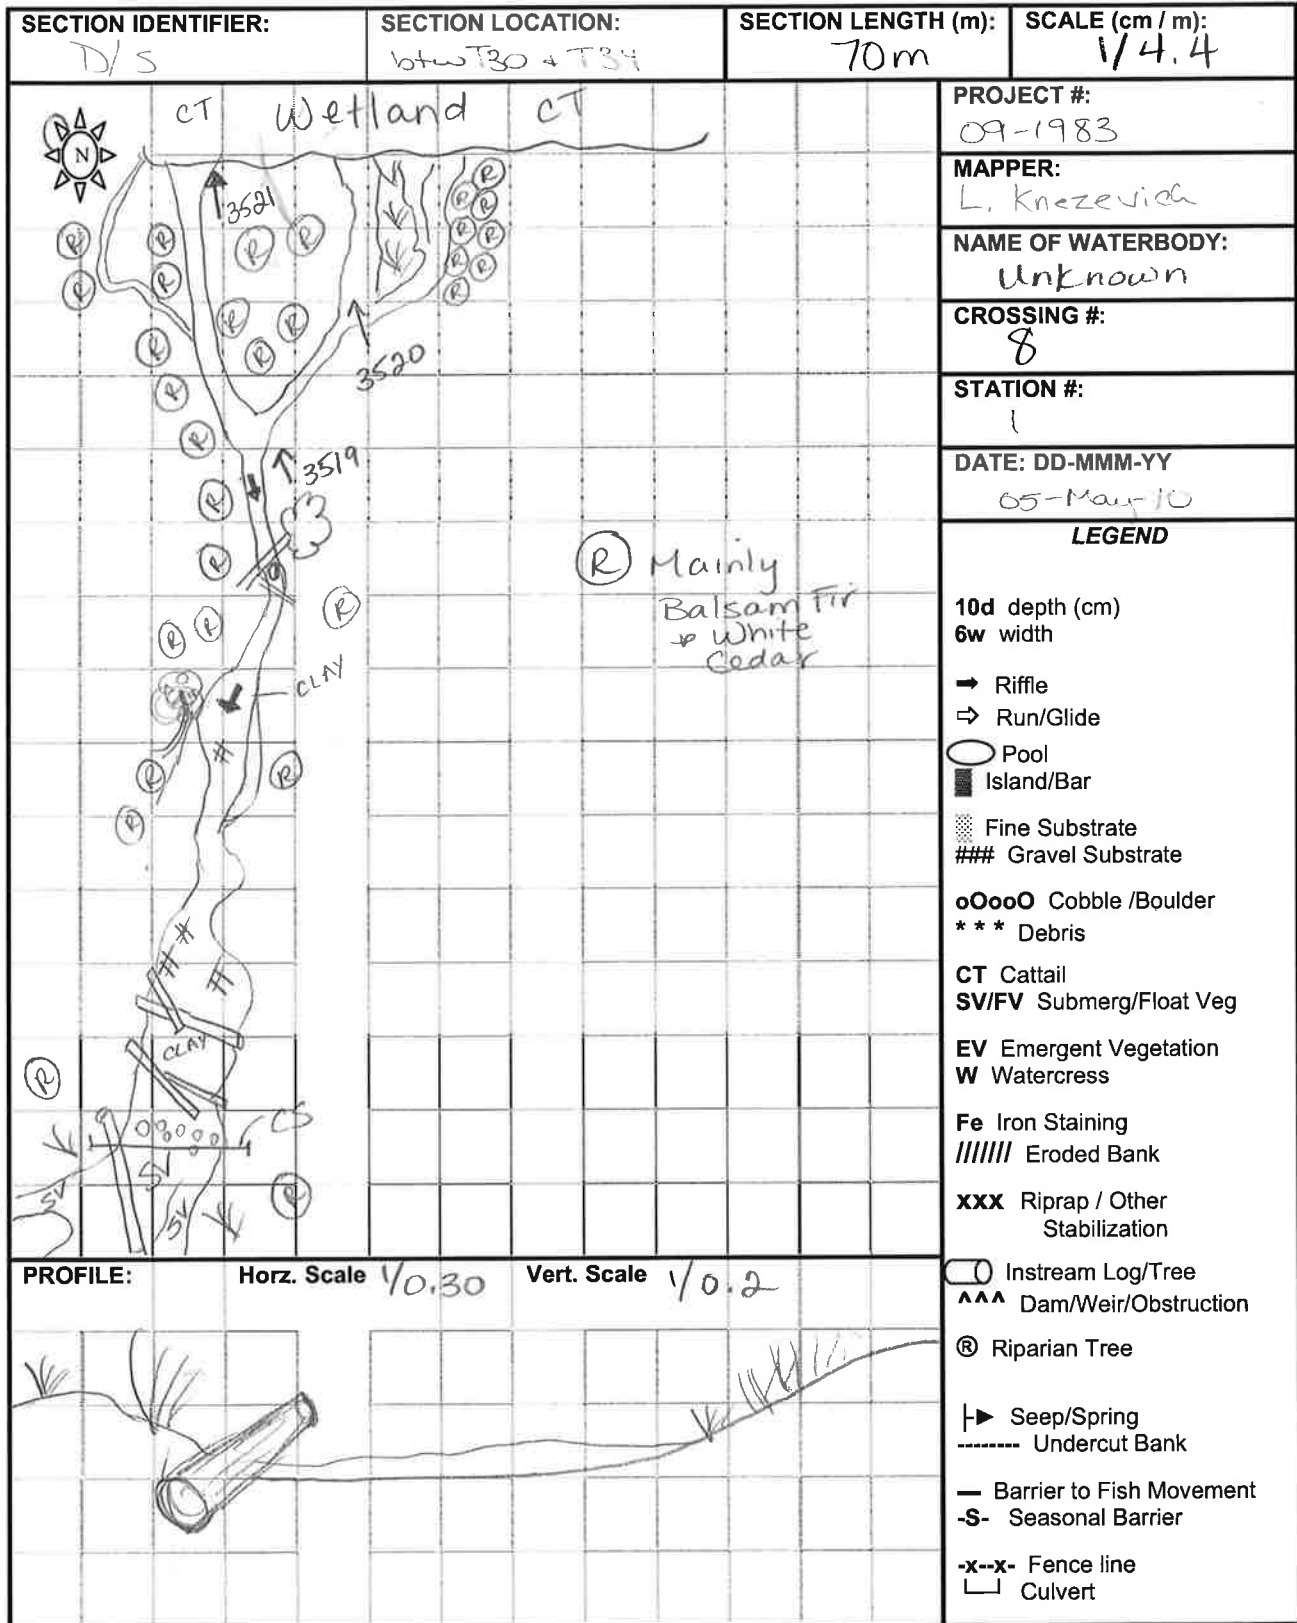 SECTION IDENTIFIER:
D/S
SECTION LOCATION:
btw T30 + T34
SECTION LENGTH (m):
70m
SCALE (cm / m):
1/4.4
CT Wetland CT
N
3521
3520
3519
R Mainly
Balsam Fir
+ White
Cedar
CLAY
CLAY
CS
SV
SV
SV
PROJECT #:
09-1983
MAPPER:
L. Knezevich
NAME OF WATERBODY:
Unknown
CROSSING #:
8
STATION #:
1
DATE: DD-MMM-YY
05-May-10
LEGEND
10d depth (cm)
6w width
Riffle
Run/Glide
Pool
Island/Bar
Fine Substrate
### Gravel Substrate
oOooO Cobble /Boulder
* * * Debris
CT Cattail
SV/FV Submerg/Float Veg
EV Emergent Vegetation
W Watercress
Fe Iron Staining
/////// Eroded Bank
XXX Riprap / Other
Stabilization
Instream Log/Tree
^^^ Dam/Weir/Obstruction
® Riparian Tree
Seep/Spring
-------- Undercut Bank
— Barrier to Fish Movement
-S- Seasonal Barrier
-x--x- Fence line
Culvert
PROFILE:
Horz. Scale 1/0.30
Vert. Scale 1/0.2